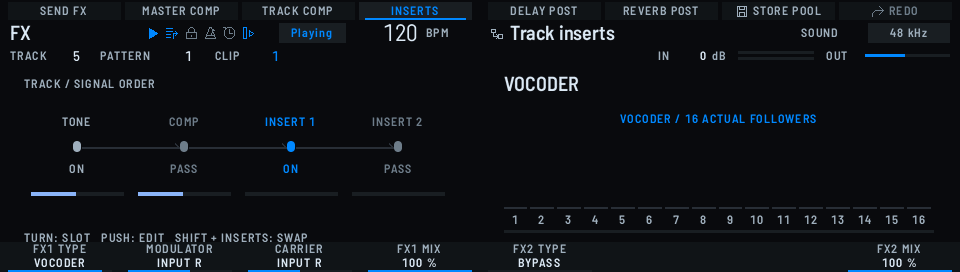 SEND FX MASTER COMP TRACK COMP INSERTS DELAY POST REVERB POST STORE POOL REDO
FX Playing 120 BPM Track inserts SOUND 48 kHz
TRACK 5 PATTERN 1 CLIP 1 IN 0 dB OUT
TRACK / SIGNAL ORDER
VOCODER
TONE COMP INSERT 1 INSERT 2
VOCODER / 16 ACTUAL FOLLOWERS
ON PASS ON PASS
1 2 3 4 5 6 7 8 9 10 11 12 13 14 15 16
TURN: SLOT PUSH: EDIT SHIFT + INSERTS: SWAP
FX1 TYPE MODULATOR CARRIER FX1 MIX FX2 TYPE FX2 MIX
VOCODER INPUT R INPUT R 100 % BYPASS 100 %